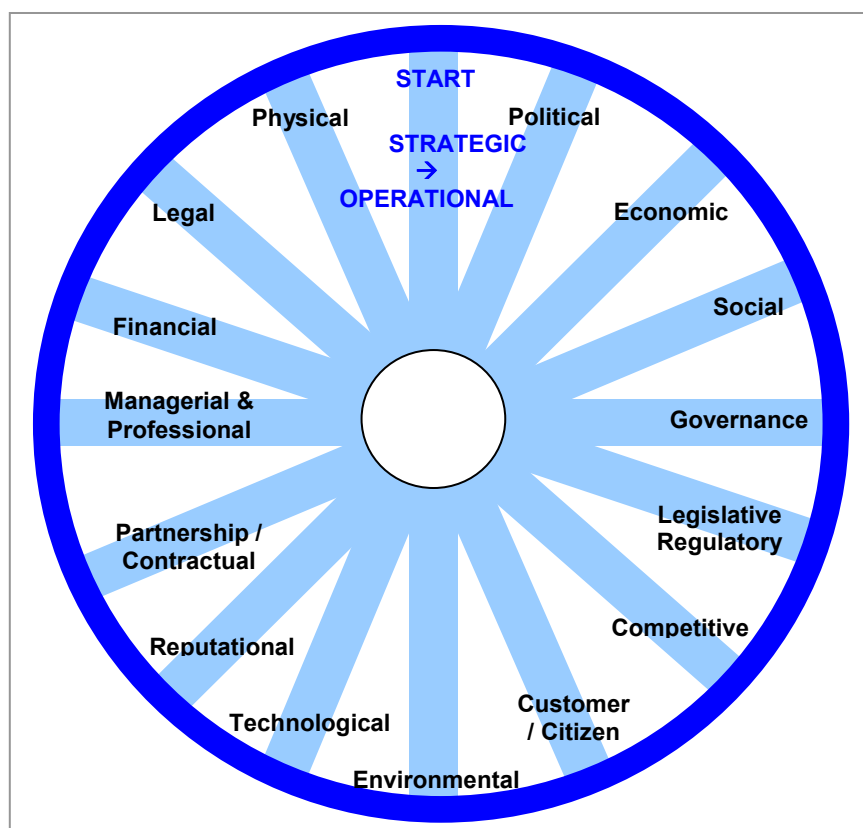 START
STRATEGIC
→
OPERATIONAL
Political
Economic
Social
Governance
Legislative
Regulatory
Competitive
Customer
/ Citizen
Environmental
Technological
Reputational
Partnership /
Contractual
Managerial &
Professional
Financial
Legal
Physical